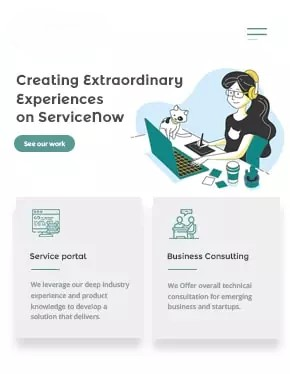 Creating Extraordinary
Experiences
on ServiceNow
See our work
Service portal
We leverage our deep industry
experience and product
knowledge to develop a
solution that delivers.
Business Consulting
We Offer overall technical
consultation for emerging
business and startups.